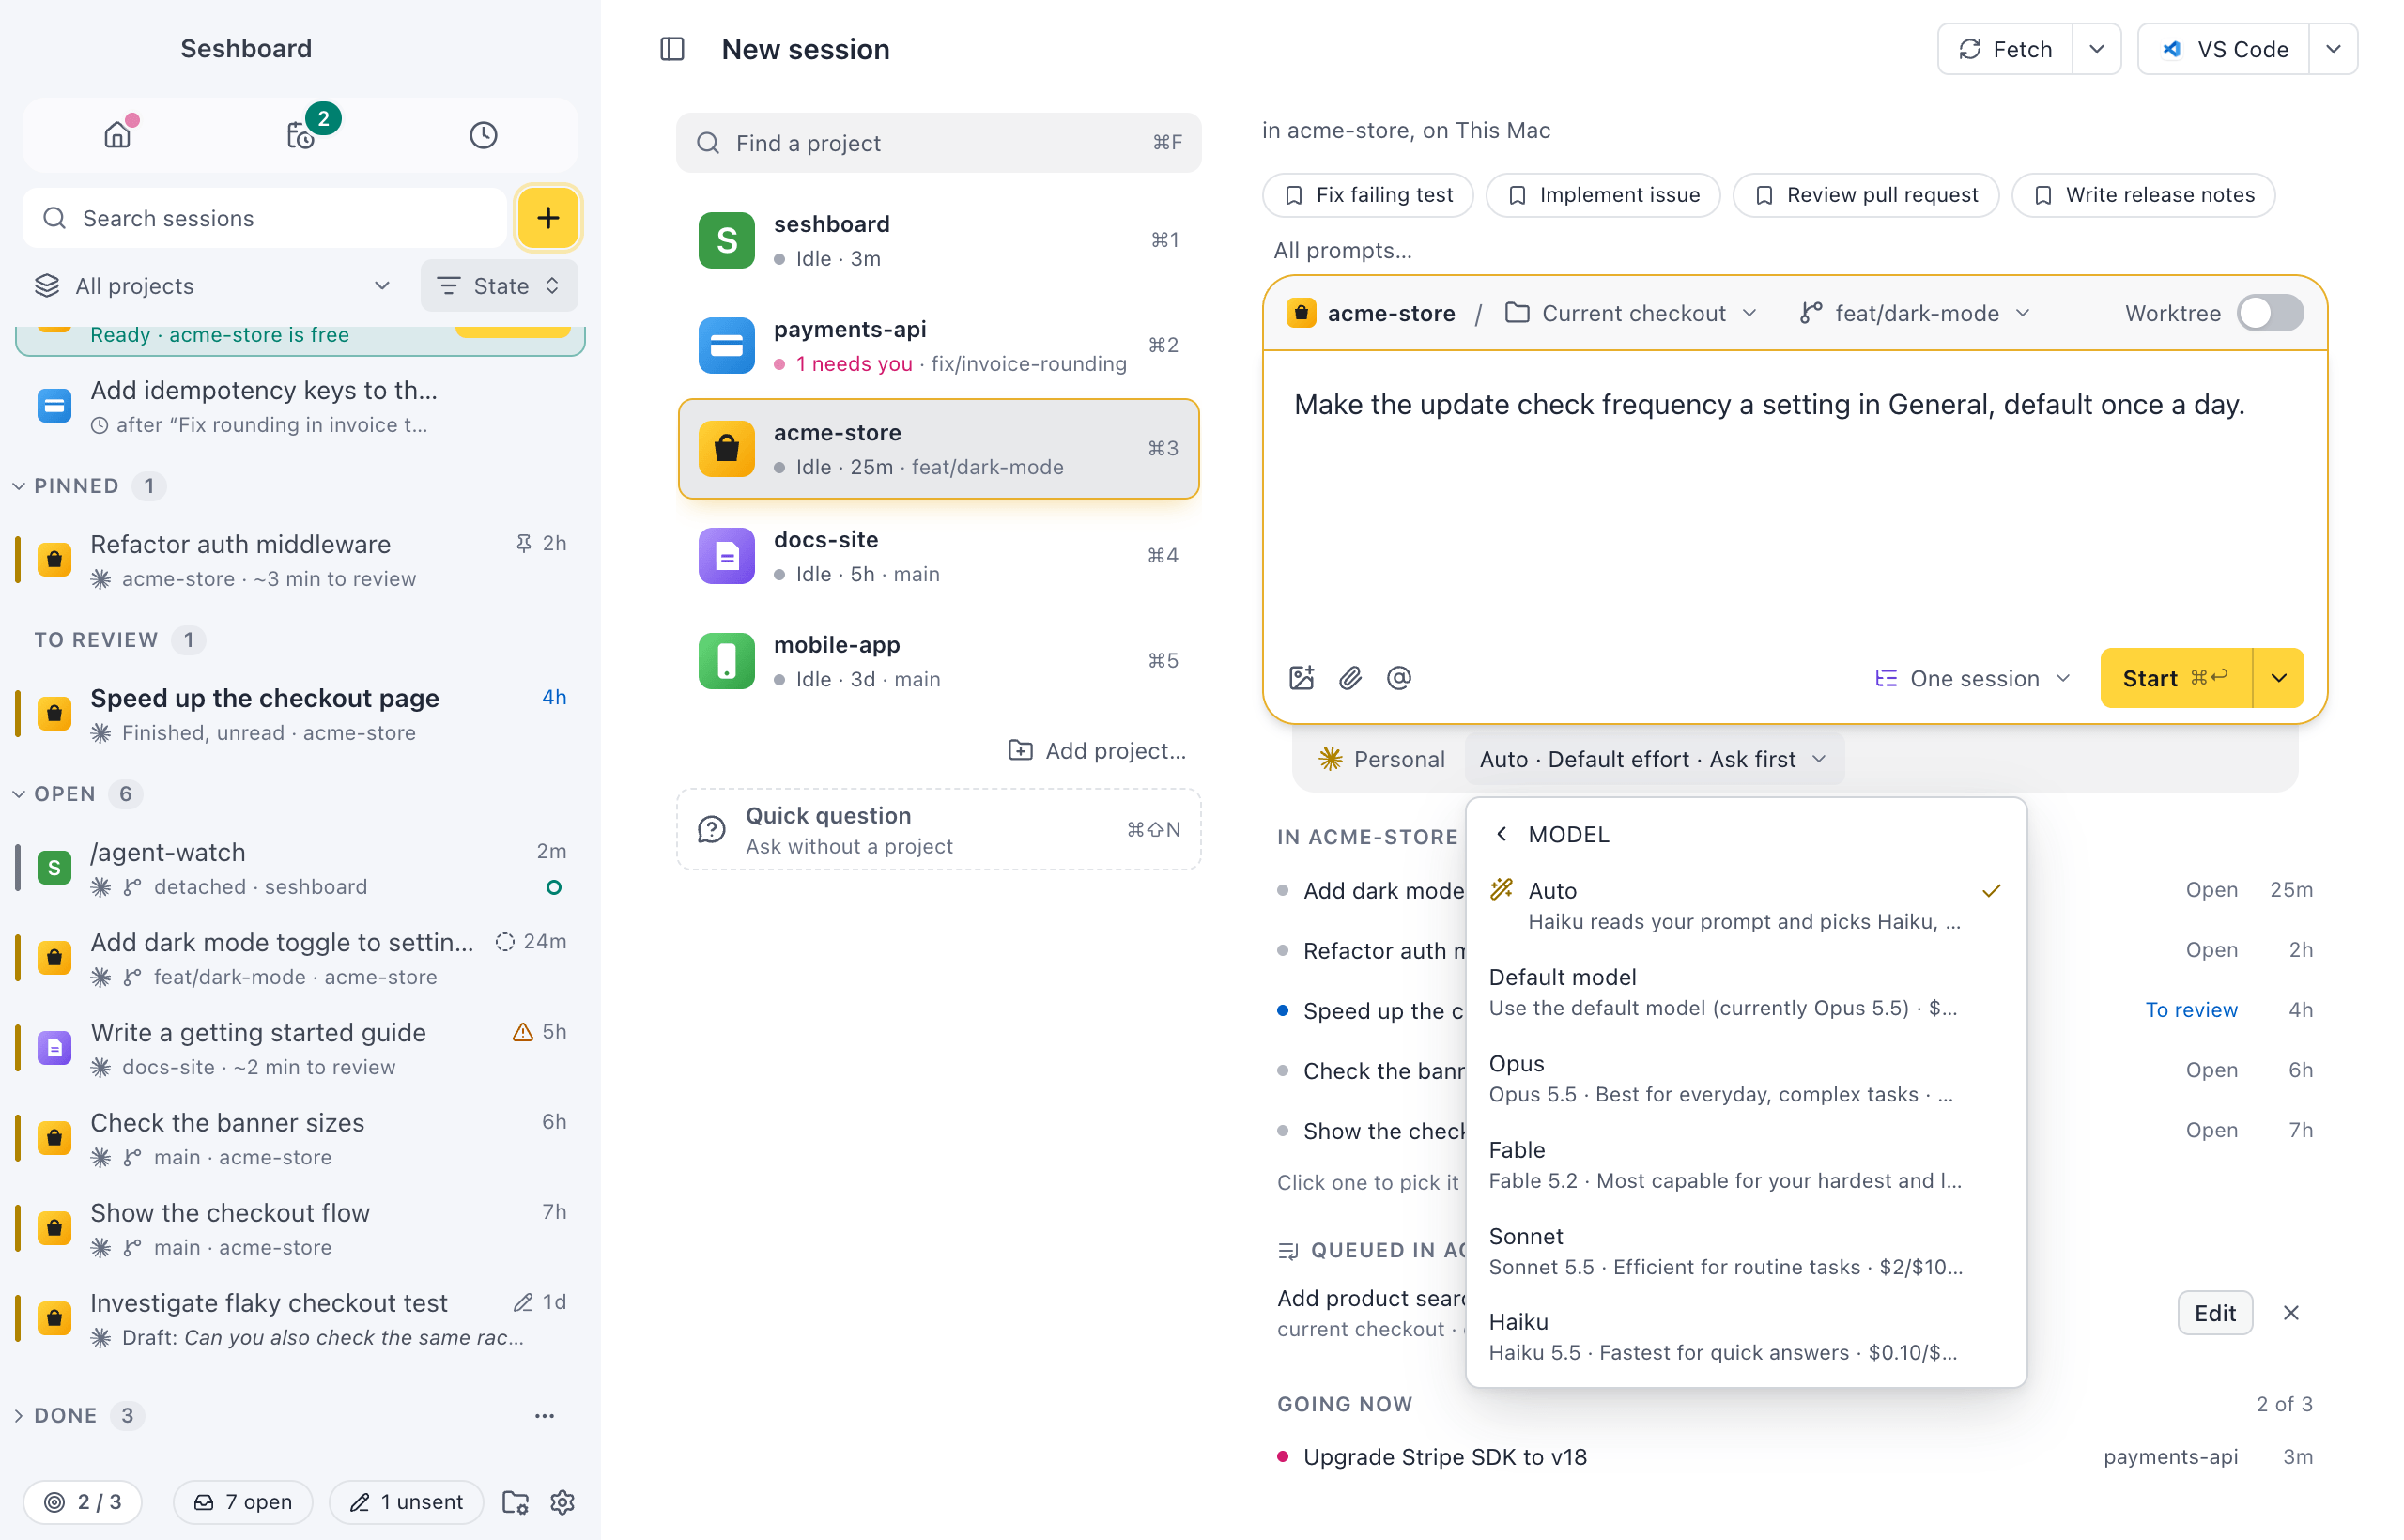 Seshboard
2
Search sessions
All projects
State
Ready · acme-store is free
Add idempotency keys to th...
after “Fix rounding in invoice t...
PINNED 1
Refactor auth middleware 2h
acme-store · ~3 min to review
TO REVIEW 1
Speed up the checkout page 4h
Finished, unread · acme-store
OPEN 6
/agent-watch 2m
S
detached · seshboard
Add dark mode toggle to settin... 24m
feat/dark-mode · acme-store
Write a getting started guide 5h
docs-site · ~2 min to review
Check the banner sizes 6h
main · acme-store
Show the checkout flow 7h
main · acme-store
Investigate flaky checkout test 1d
Draft: Can you also check the same rac...
DONE 3
2 / 3
7 open
1 unsent
New session
Fetch
VS Code
Find a project ⌘F
S
seshboard ⌘1
Idle · 3m
payments-api ⌘2
1 needs you · fix/invoice-rounding
acme-store ⌘3
Idle · 25m · feat/dark-mode
docs-site ⌘4
Idle · 5h · main
mobile-app ⌘5
Idle · 3d · main
Add project...
Quick question ⌘⇧N
Ask without a project
in acme-store, on This Mac
Fix failing test
Implement issue
Review pull request
Write release notes
All prompts...
acme-store / Current checkout feat/dark-mode Worktree
Make the update check frequency a setting in General, default once a day.
One session
Start ⌘↩
Personal
Auto · Default effort · Ask first
IN ACME-STORE
Add dark mode Open 25m
Refactor auth Open 2h
Speed up the To review 4h
Check the Open 6h
Show the Open 7h
Click one to pick it
QUEUED IN
Add product
current checkout ·
Edit
MODEL
Auto
Haiku reads your prompt and picks Haiku, ...
Default model
Use the default model (currently Opus 5.5) · $...
Opus
Opus 5.5 · Best for everyday, complex tasks · ...
Fable
Fable 5.2 · Most capable for your hardest and l...
Sonnet
Sonnet 5.5 · Efficient for routine tasks · $2/$10...
Haiku
Haiku 5.5 · Fastest for quick answers · $0.10/$...
GOING NOW 2 of 3
Upgrade Stripe SDK to v18 payments-api 3m